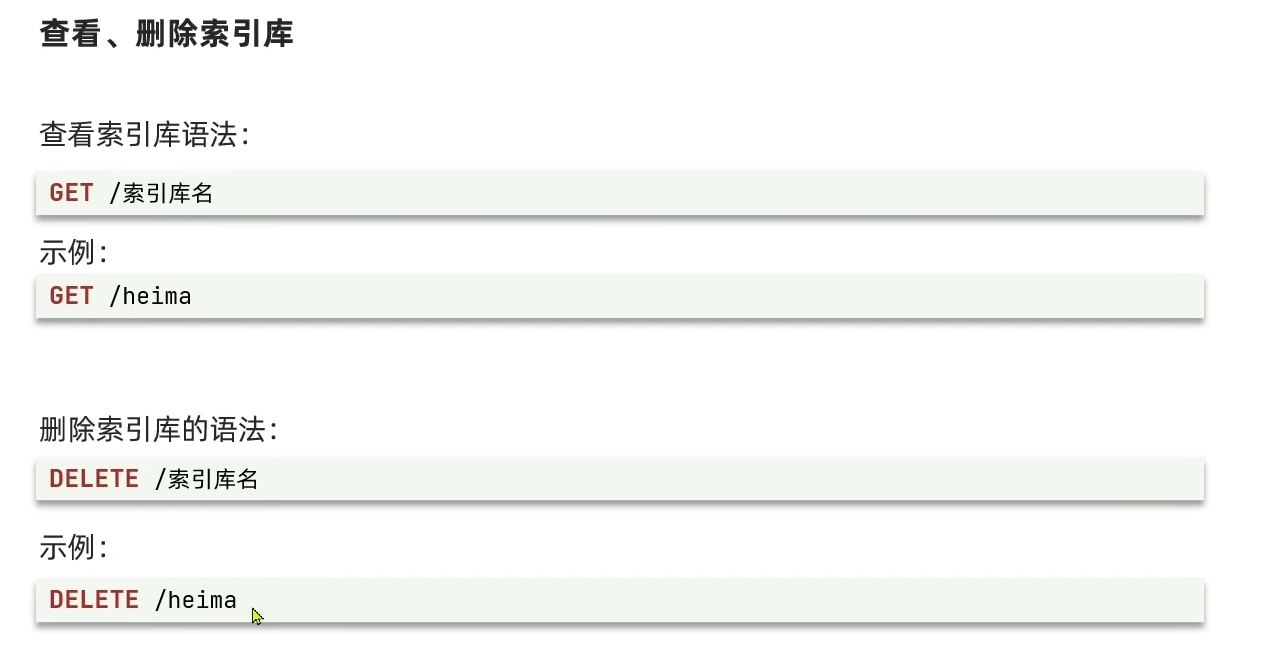 查看、删除索引库
查看索引库语法：
GET /索引库名
示例：
GET /heima
删除索引库的语法：
DELETE /索引库名
示例：
DELETE /heima